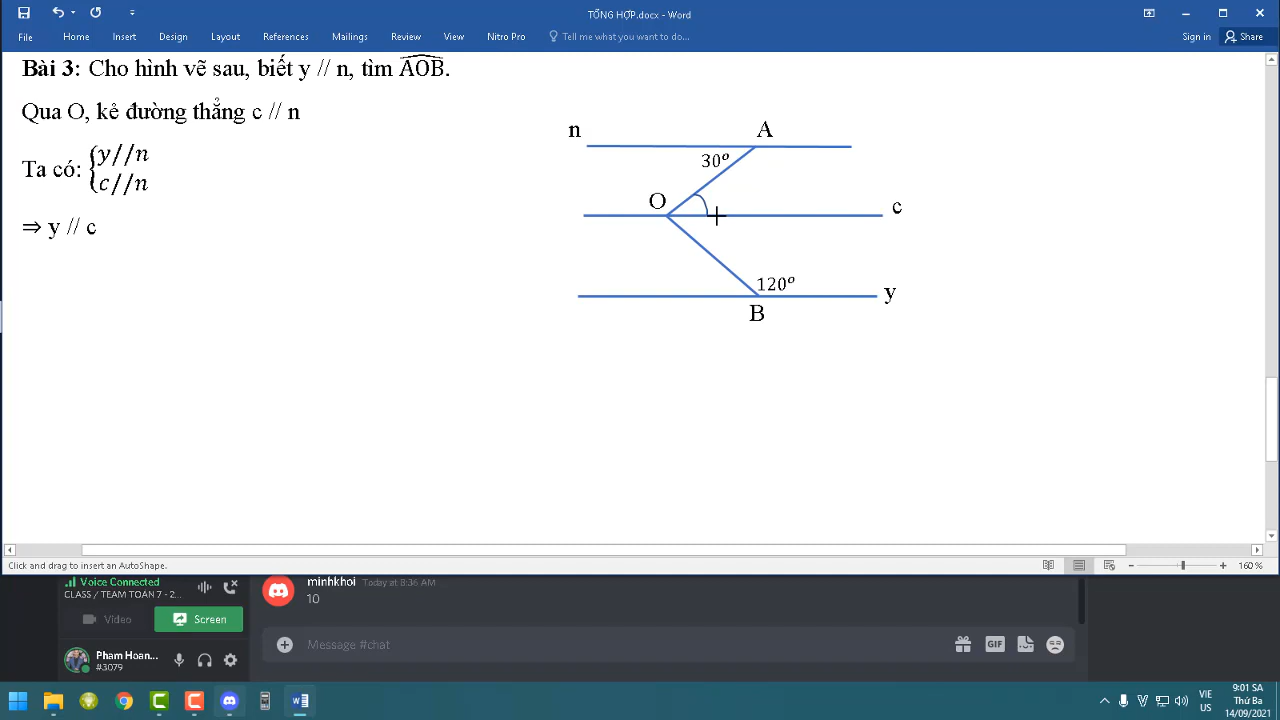 TỔNG HỢP.docx - Word
File Home Insert Design Layout References Mailings Review View Nitro Pro Tell me what you want to do... Sign in Share
Bài 3: Cho hình vẽ sau, biết y // n, tìm AOB.
Qua O, kẻ đường thẳng c // n
Ta có: {y//n
c//n
⇒ y // c
n A
30°
O c
120°
y
B
Click and drag to insert an AutoShape. 160%
Voice Connected
CLASS / TEAM TOÁN 7 - 2...
Video Screen
Pham Hoan...
#3079
minhkhoi Today at 8:36 AM
10
Message #chat
GIF
VIE
US
9:01 SA
Thứ Ba
14/09/2021